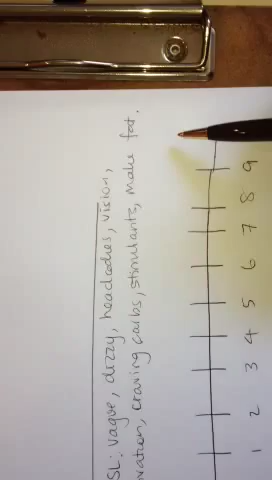 SL: vague, dizzy, headaches, vision,
vation, craving carbs, stimulants, make fat.
1 2 3 4 5 6 7 8 9